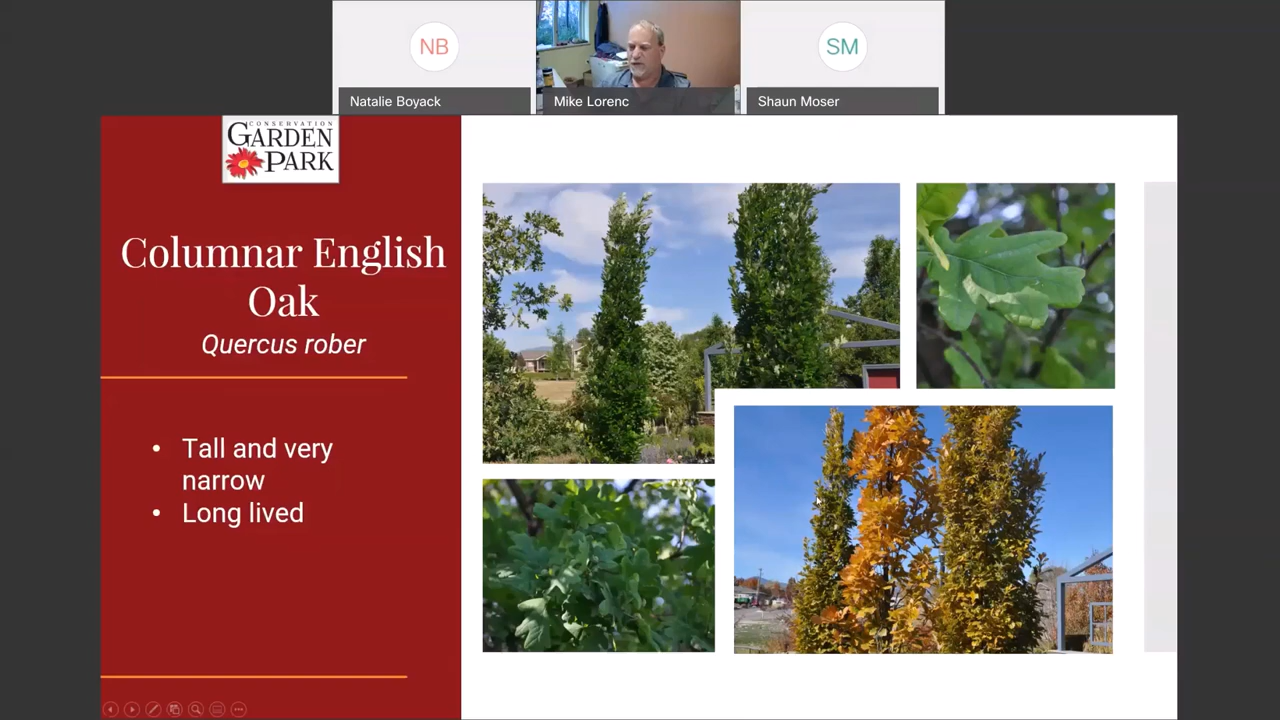 NB
SM
Natalie Boyack
Mike Lorenc
Shaun Moser
CONSERVATION
GARDEN
PARK
Columnar English
Oak
Quercus rober
• Tall and very
narrow
• Long lived